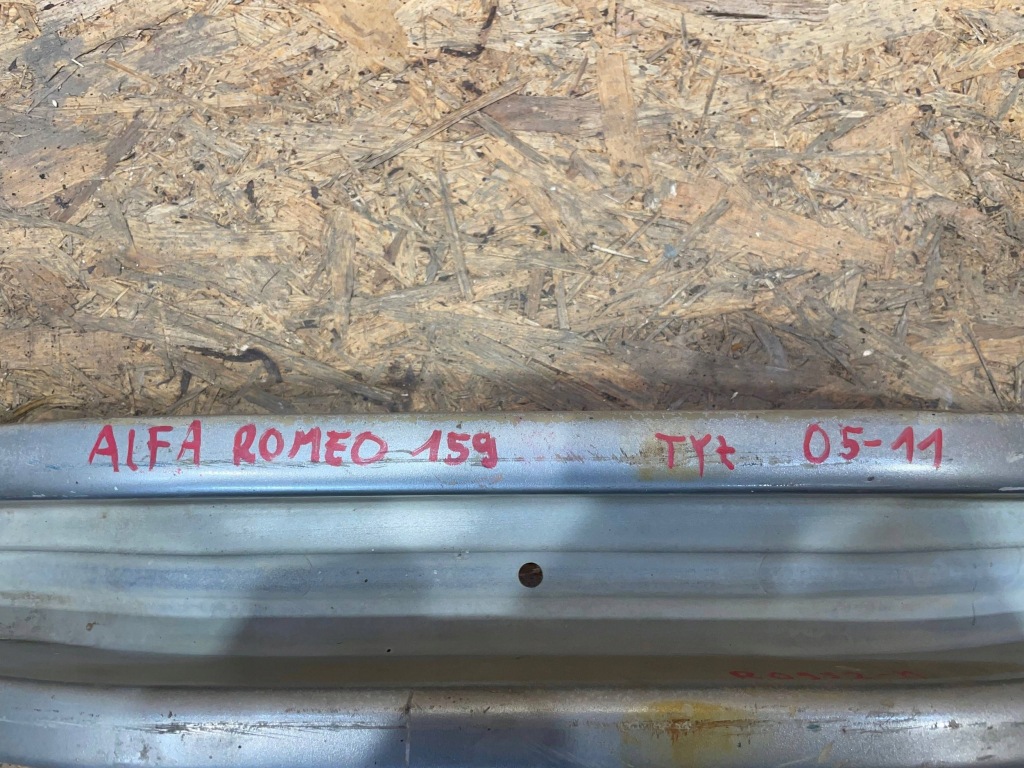 ALFA ROMEO 159 TYŁ 05-11